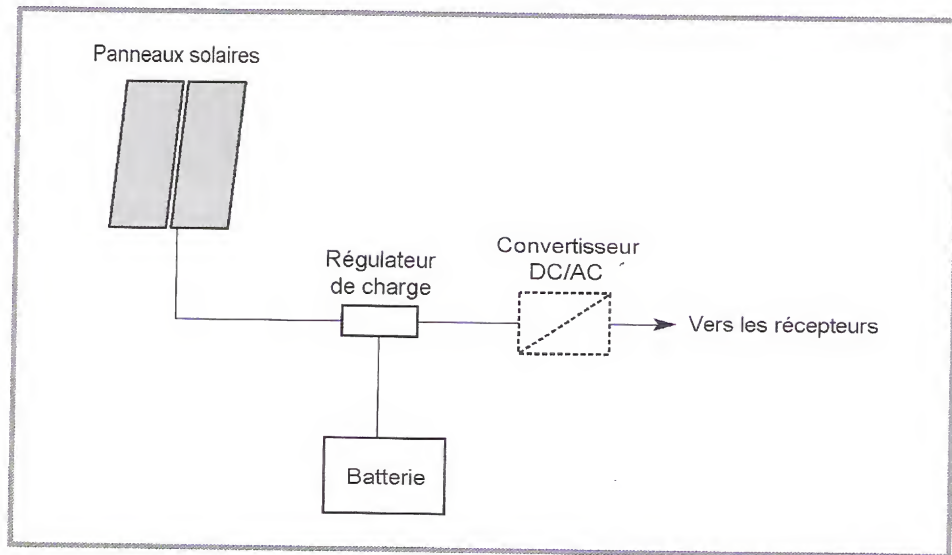 Panneaux solaires
Régulateur
de charge
Convertisseur
DC/AC
Vers les récepteurs
Batterie